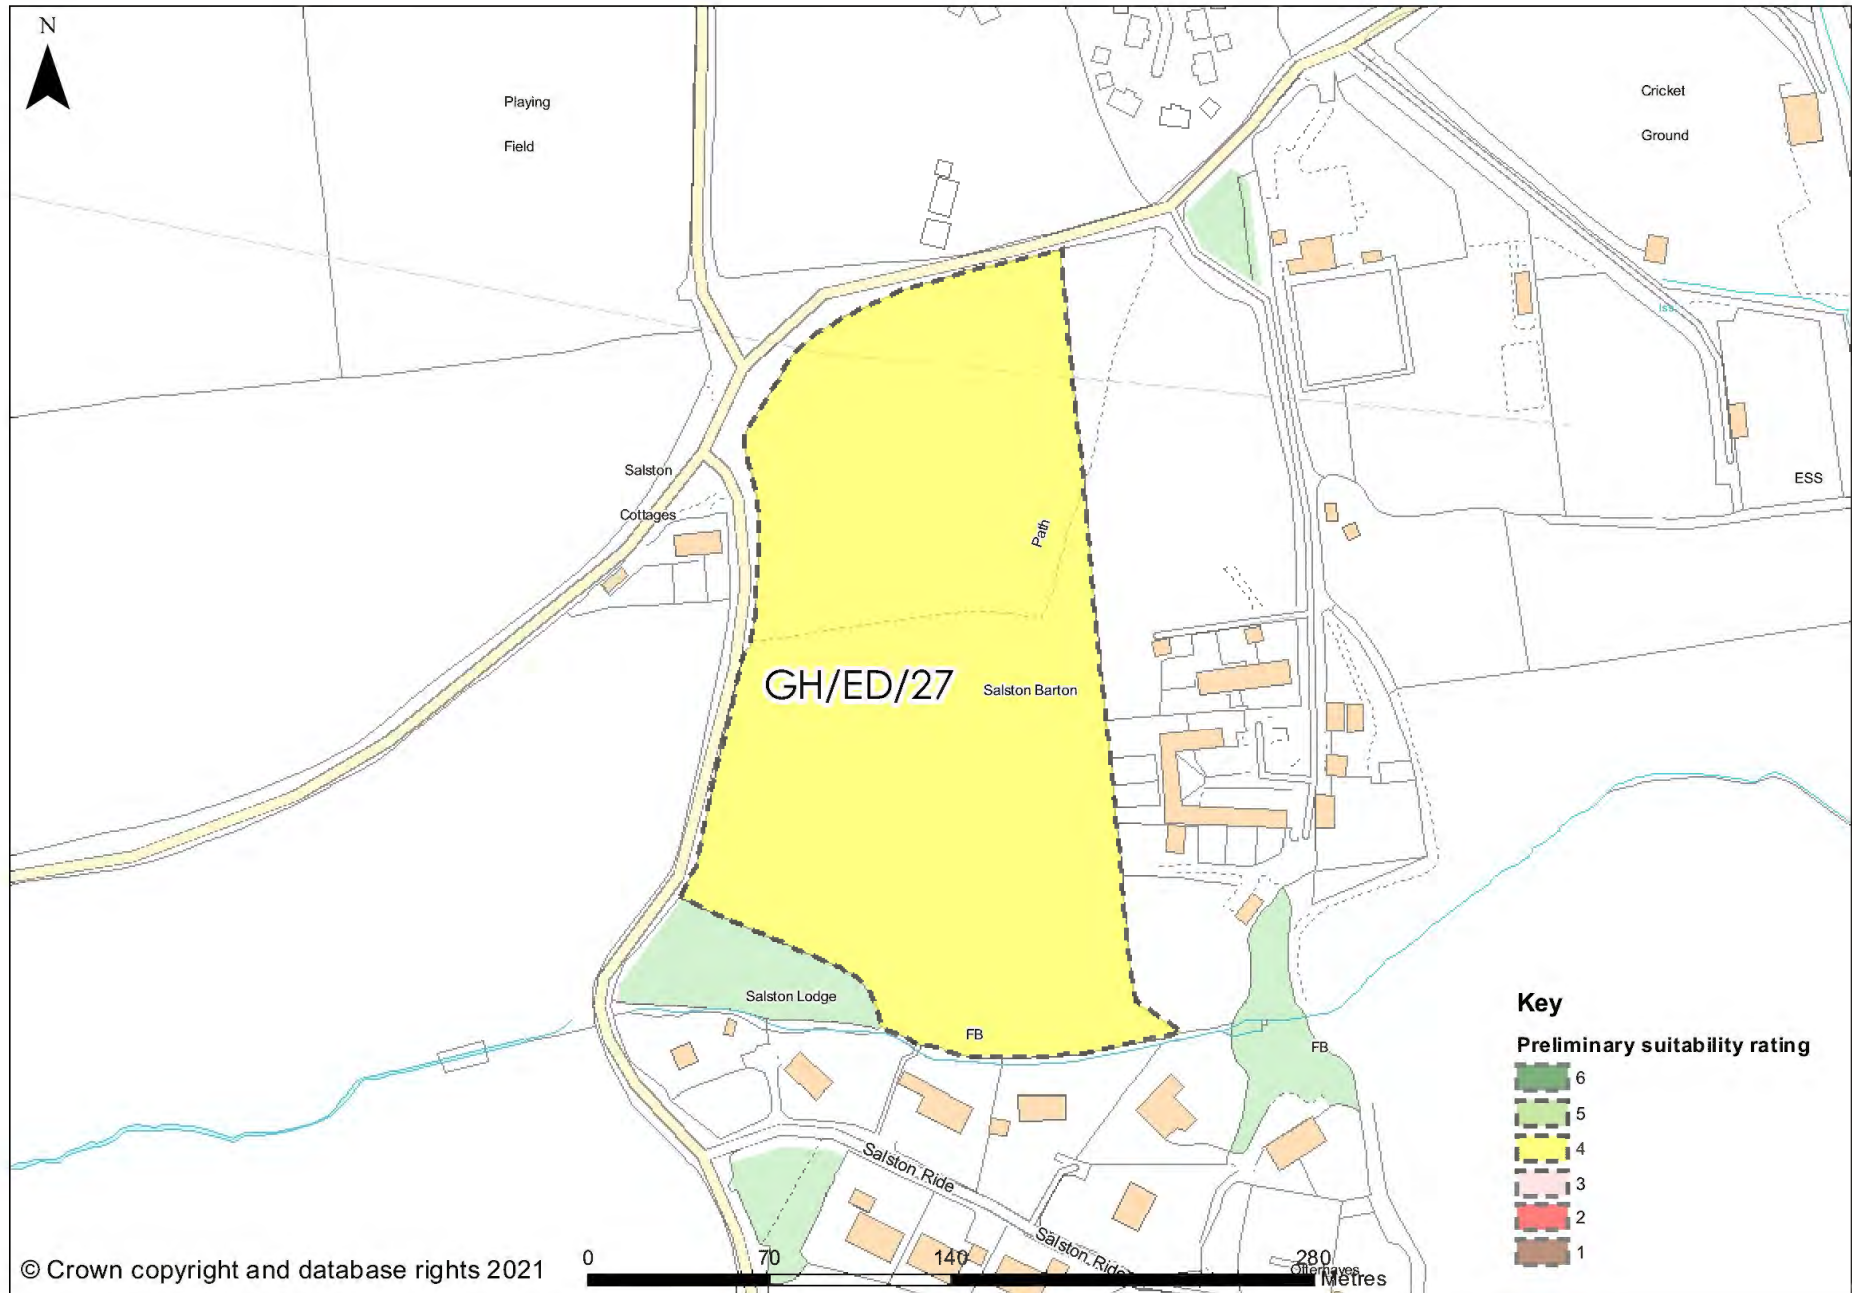 N
Playing
Field
Cricket
Ground
Iss
Salston
Cottages
ESS
Path
GH/ED/27
Salston Barton
Salston Lodge
FB
FB
Key
Preliminary suitability rating
6
5
4
3
2
1
Salston Ride
Salston Ride
Otterhayes
0
70
140
280
Metres
© Crown copyright and database rights 2021